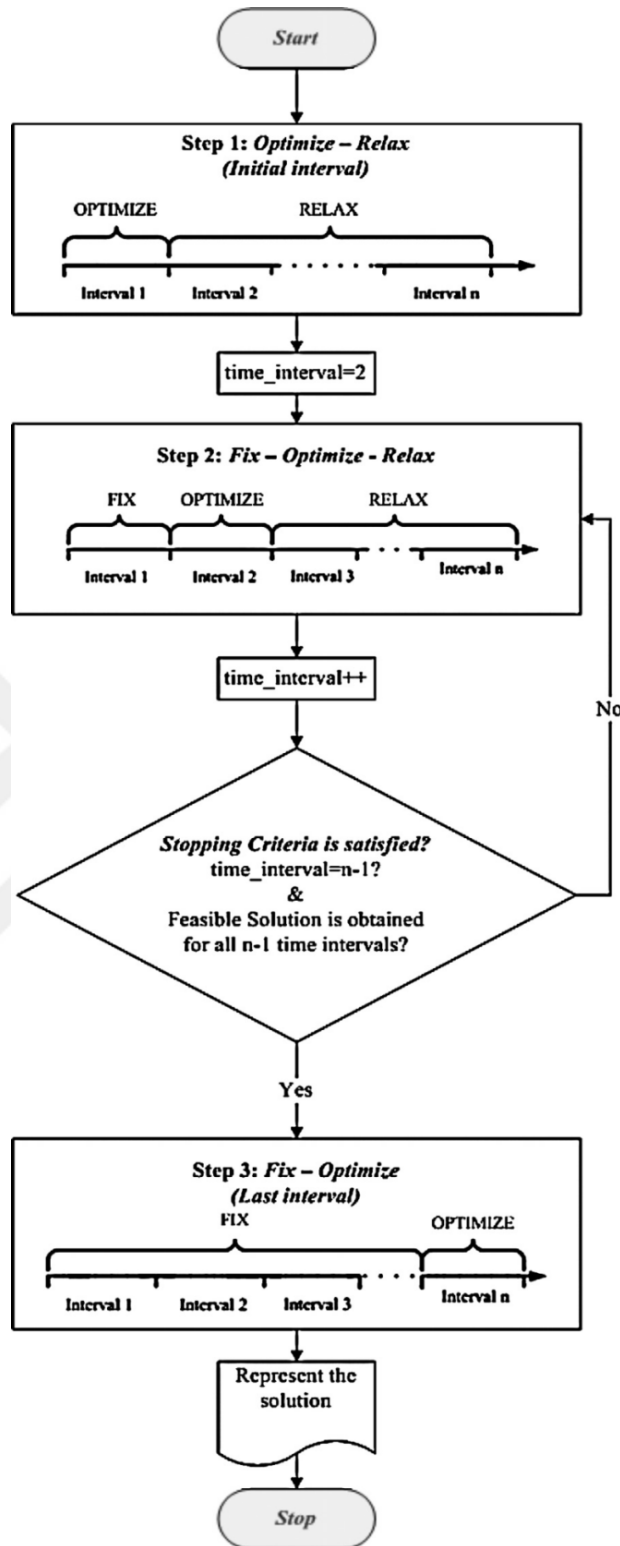 Start
Step 1: Optimize – Relax
(Initial interval)
OPTIMIZE RELAX
Interval 1 Interval 2 Interval n
time_interval=2
Step 2: Fix – Optimize - Relax
FIX OPTIMIZE RELAX
Interval 1 Interval 2 Interval 3 Interval n
time_interval++
No
Stopping Criteria is satisfied?
time_interval=n-1?
&
Feasible Solution is obtained
for all n-1 time intervals?
Yes
Step 3: Fix – Optimize
(Last interval)
FIX OPTIMIZE
Interval 1 Interval 2 Interval 3 Interval n
Represent the
solution
Stop